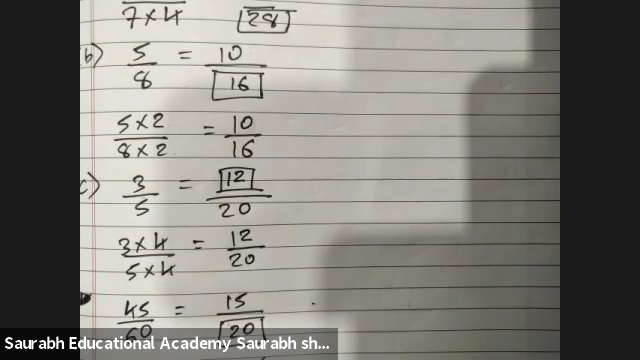 7 x 4 28
b) 5/8 = 10/16
5 x 2/8 x 2 = 10/16
c) 3/5 = 12/20
3 x 4/5 x 4 = 12/20
45/60 = 15/20
Saurabh Educational Academy Saurabh sh...